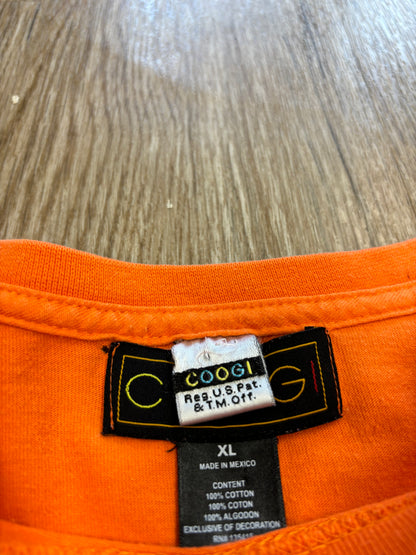 COOGI
Reg. U.S. Pat.
& T.M. Off.
C GI
XL
MADE IN MEXICO
CONTENT
100% COTTON
100% COTON
100% ALGODON
EXCLUSIVE OF DECORATION